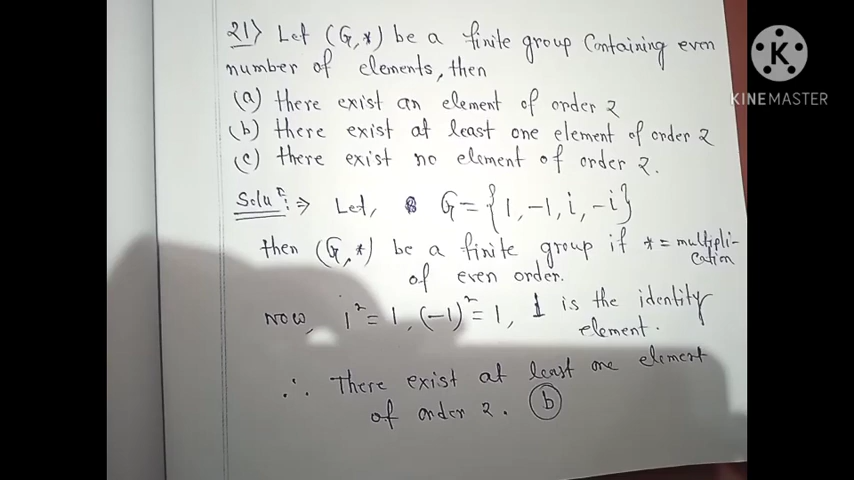 21) Let (G, *) be a finite group Containing even
number of elements, then
(a) there exist an element of order 2
(b) there exist at least one element of order 2
(c) there exist no element of order 2.
Soluⁿ: ⇒ Let, G = {1, -1, i, -i}
then (G, *) be a finite group if * = multipli-
cation
of even order.
Now, 1² = 1, (-1)² = 1, 1 is the identity
element.
∴ There exist at least one element
of order 2. (b)
K
KINEMASTER